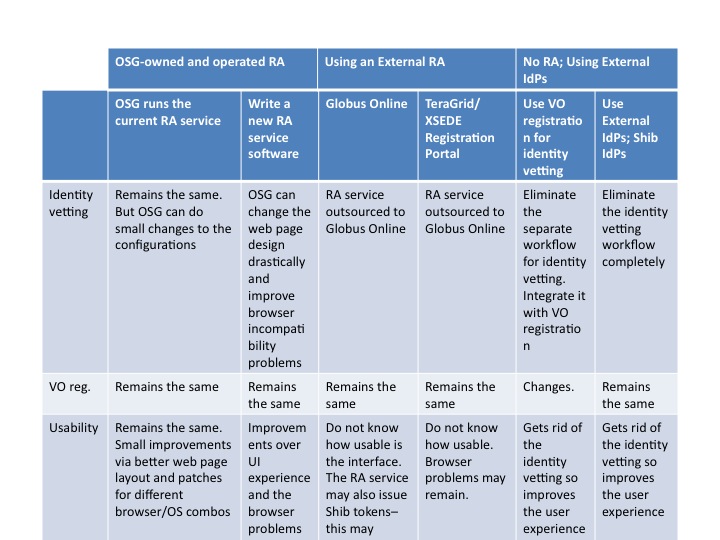 OSG-owned and operated RA
Using an External RA
No RA; Using External
IdPs
OSG runs the
current RA service
Write a
new RA
service
software
Globus Online
TeraGrid/
XSEDE
Registration
Portal
Use VO
registratio
n for
identity
vetting
Use
External
IdPs; Shib
IdPs
Identity
vetting
Remains the same.
But OSG can do
small changes to the
configurations
OSG can
change the
web page
design
drastically
and
improve
browser
incompati
bility
problems
RA service
outsourced to
Globus Online
RA service
outsourced to
Globus Online
Eliminate
the
separate
workflow
for identity
vetting.
Integrate it
with VO
registratio
n
Eliminate
the identity
vetting
workflow
completely
VO reg.
Remains the same
Remains
the same
Remains the
same
Remains the
same
Changes.
Remains
the same
Usability
Remains the same.
Small improvements
via better web page
layout and patches
for different
browser/OS combos
Improvem
ents over
UI
experience
and the
browser
problems
Do not know
how usable is
the interface.
The RA service
may also issue
Shib tokens–
this may
Do not know
how usable.
Browser
problems may
remain.
Gets rid of
the
identity
vetting so
improves
the user
experience
Gets rid of
the identity
vetting so
improves
the user
experience